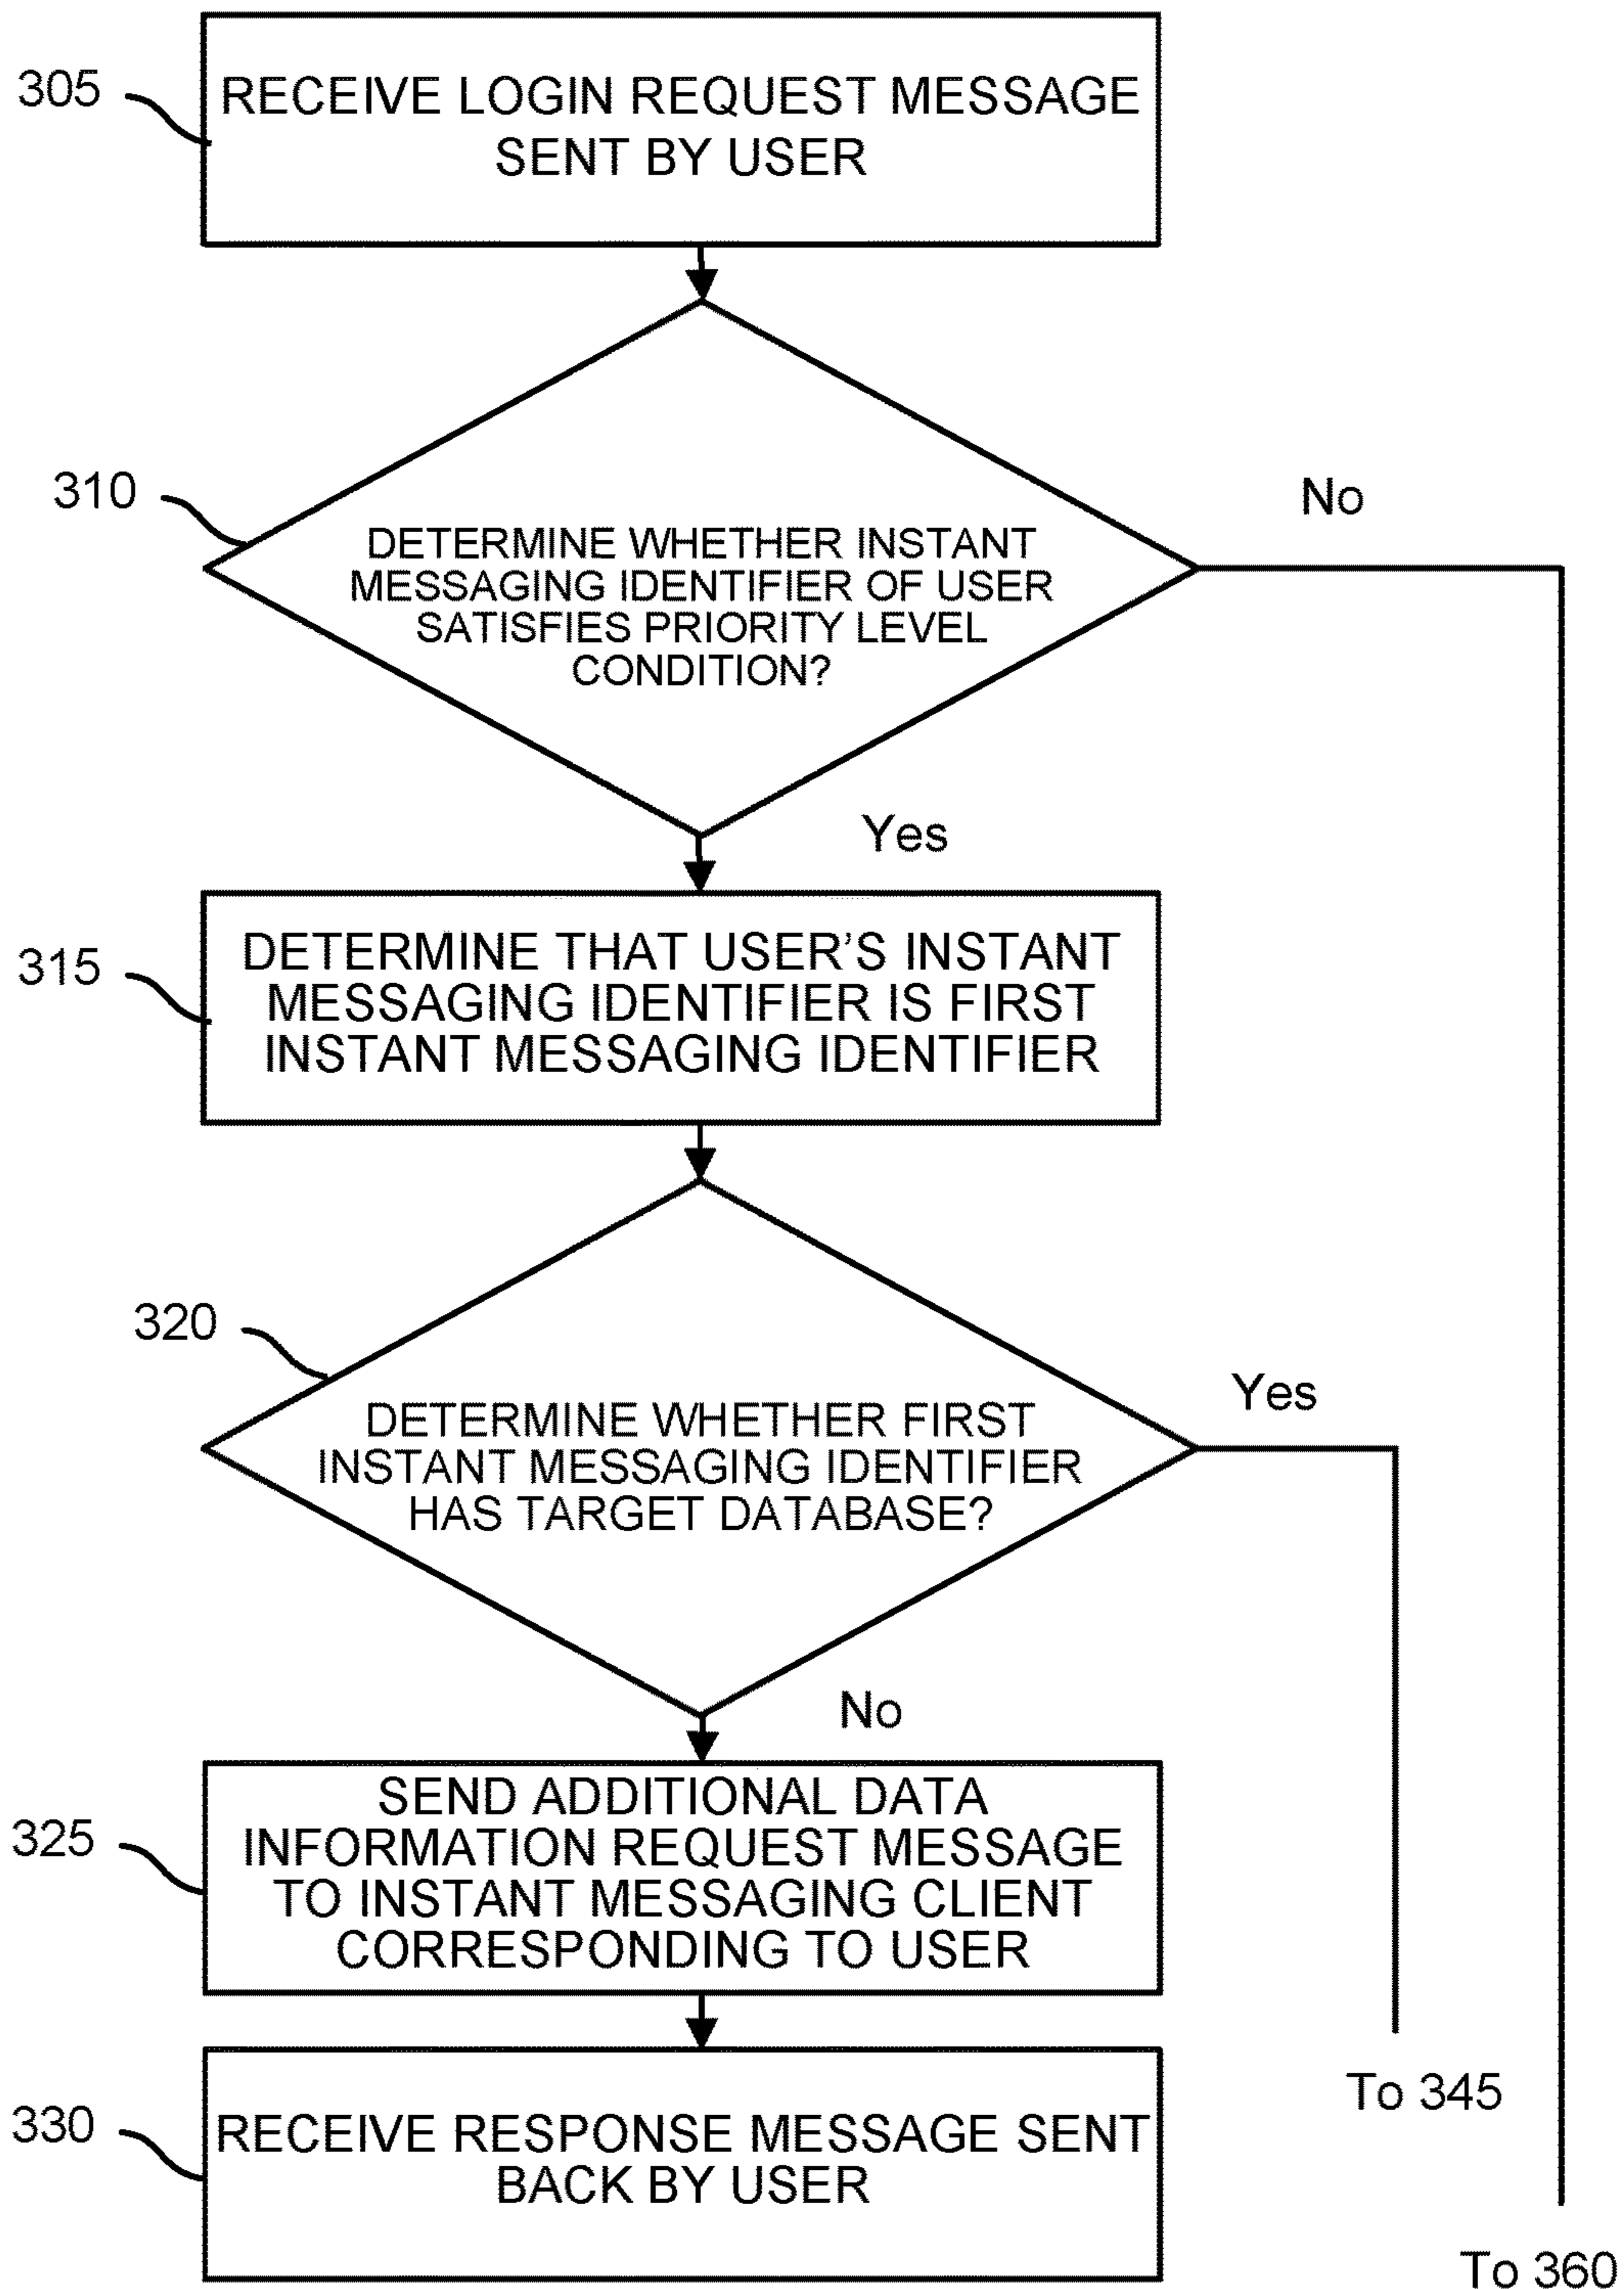 305
RECEIVE LOGIN REQUEST MESSAGE
SENT BY USER
310
No
DETERMINE WHETHER INSTANT
MESSAGING IDENTIFIER OF USER
SATISFIES PRIORITY LEVEL
CONDITION?
Yes
315
DETERMINE THAT USER'S INSTANT
MESSAGING IDENTIFIER IS FIRST
INSTANT MESSAGING IDENTIFIER
320
Yes
DETERMINE WHETHER FIRST
INSTANT MESSAGING IDENTIFIER
HAS TARGET DATABASE?
No
325
SEND ADDITIONAL DATA
INFORMATION REQUEST MESSAGE
TO INSTANT MESSAGING CLIENT
CORRESPONDING TO USER
To 345
330
RECEIVE RESPONSE MESSAGE SENT
BACK BY USER
To 360